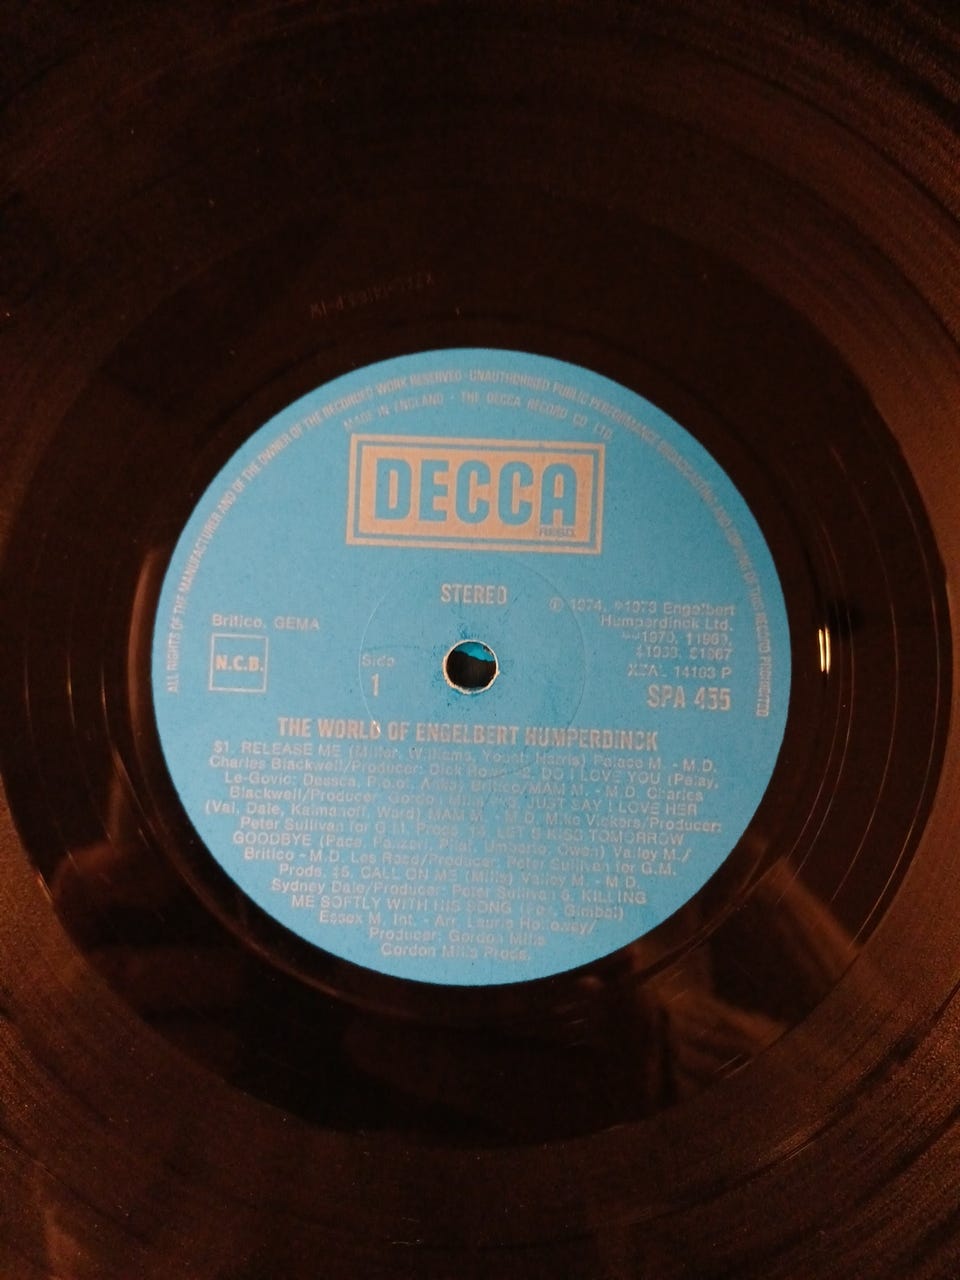 ALL RIGHTS OF THE MANUFACTURER AND OF THE OWNER OF THE RECORDED WORK RESERVED · UNAUTHORISED PUBLIC PERFORMANCE BROADCASTING AND COPYING OF THIS RECORD PROHIBITED
MADE IN ENGLAND · THE DECCA RECORD CO LTD.
DECCA
REGD.
STEREO
℗ 1974, 1973 Engelbert
Humperdinck Ltd.
Britico, GEMA
N.C.B.
Side
1
14163 P
SPA 435
THE WORLD OF ENGELBERT HUMPERDINCK
1. RELEASE ME (Miller, Williams, Yount, Harris) Palace M. - M.D.
Charles Blackwell/Producer: Dick Rowe 2. DO I LOVE YOU (Pelay,
Le-Govic; Anka) Britico/MAM M. - M.D. Charles
Blackwell/Producer: Gordon Mills 3. JUST SAY I LOVE HER
(Val, Dale, Kalmanoff, Ward) MAM M. - M.D. Mike Vickers/Producer:
Peter Sullivan for G.M. Prods. 4. LET'S KISS TOMORROW
GOODBYE (Pace, Panzeri, Pilat, Umberto, Owen) Valley M./
Britico - M.D. Les Reed/Producer: Peter Sullivan for G.M.
Prods. 5. CALL ON ME (Mills) Valley M. - M.D.
Sydney Dale/Producer: Peter Sullivan 6. KILLING
ME SOFTLY WITH HIS SONG (Fox, Gimbel)
Essex M. Int. - Arr. Laurie Holloway/
Producer: Gordon Mills
Gordon Mills Prods.